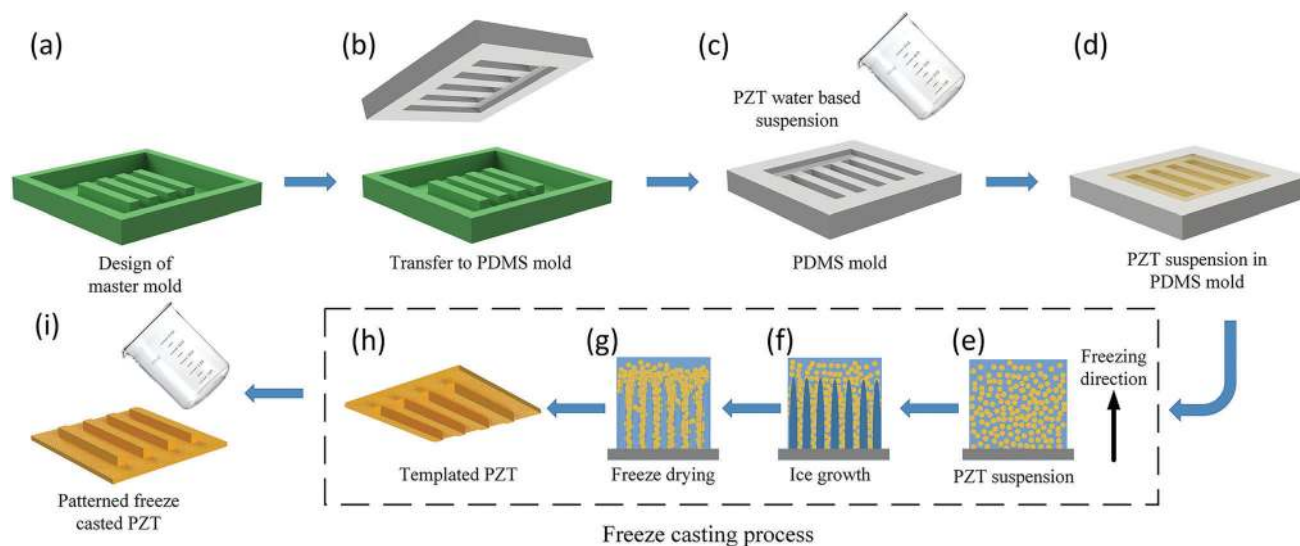 (a)
(b)
(c)
(d)
PZT water based
suspension
Design of
master mold
Transfer to PDMS mold
PDMS mold
PZT suspension in
PDMS mold
(i)
(h)
(g)
(f)
(e)
Freezing
direction
Patterned freeze
casted PZT
Templated PZT
Freeze drying
Ice growth
PZT suspension
Freeze casting process